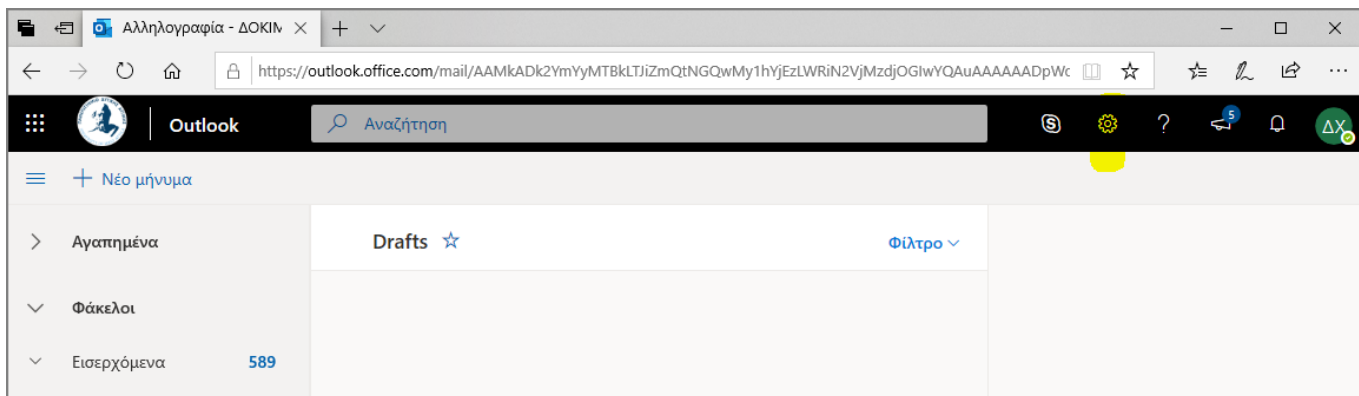 Αλληλογραφία - ΔΟΚΙΜ
https://outlook.office.com/mail/AAMkADk2YmYyMTBkLTJiZmQtNGQwMy1hYjEzLWRiN2VjMzdjOGIwYQAuAAAAAADpWc
Outlook
Αναζήτηση
5
ΔΧ
Νέο μήνυμα
Αγαπημένα
Drafts
Φίλτρο
Φάκελοι
Εισερχόμενα 589